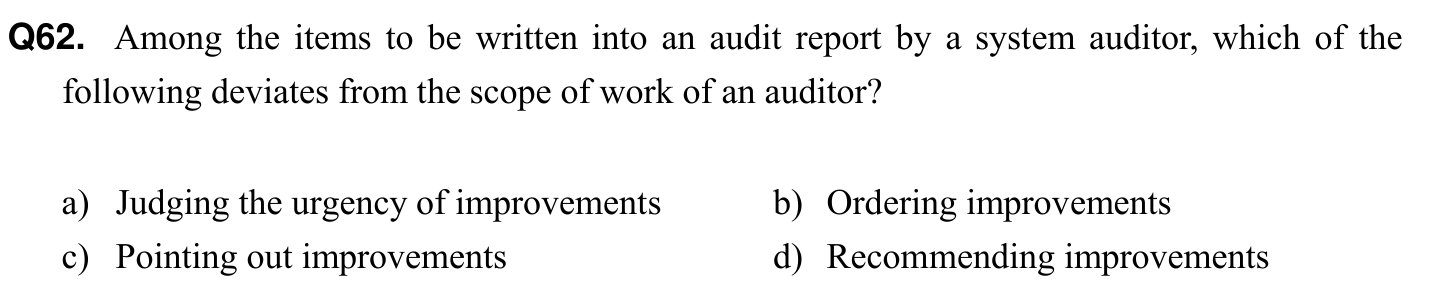 Q62. Among the items to be written into an audit report by a system auditor, which of the
following deviates from the scope of work of an auditor?
a) Judging the urgency of improvements b) Ordering improvements
c) Pointing out improvements d) Recommending improvements